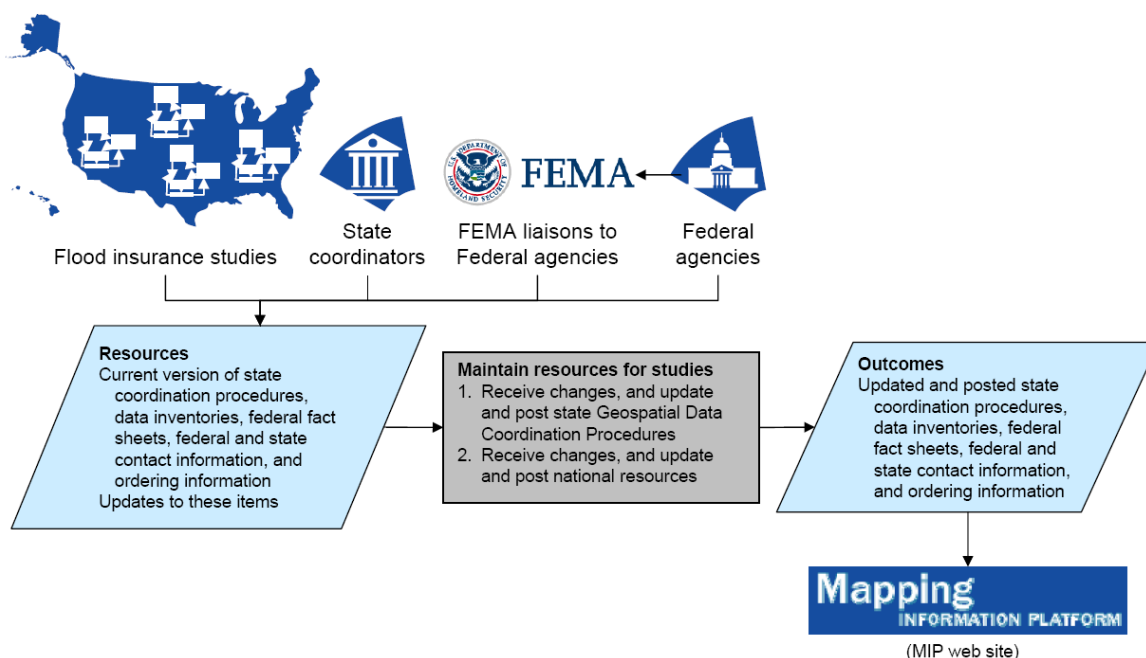 U.S. DEPARTMENT OF
HOMELAND SECURITY
FEMA
Flood insurance studies
State
coordinators
FEMA liaisons to
Federal agencies
Federal
agencies
Resources
Current version of state
coordination procedures,
data inventories, federal fact
sheets, federal and state
contact information, and
ordering information
Updates to these items
Maintain resources for studies
1. Receive changes, and update
and post state Geospatial Data
Coordination Procedures
2. Receive changes, and update
and post national resources
Outcomes
Updated and posted state
coordination procedures,
data inventories, federal
fact sheets, federal and
state contact information,
and ordering information
Mapping
INFORMATION PLATFORM
(MIP web site)